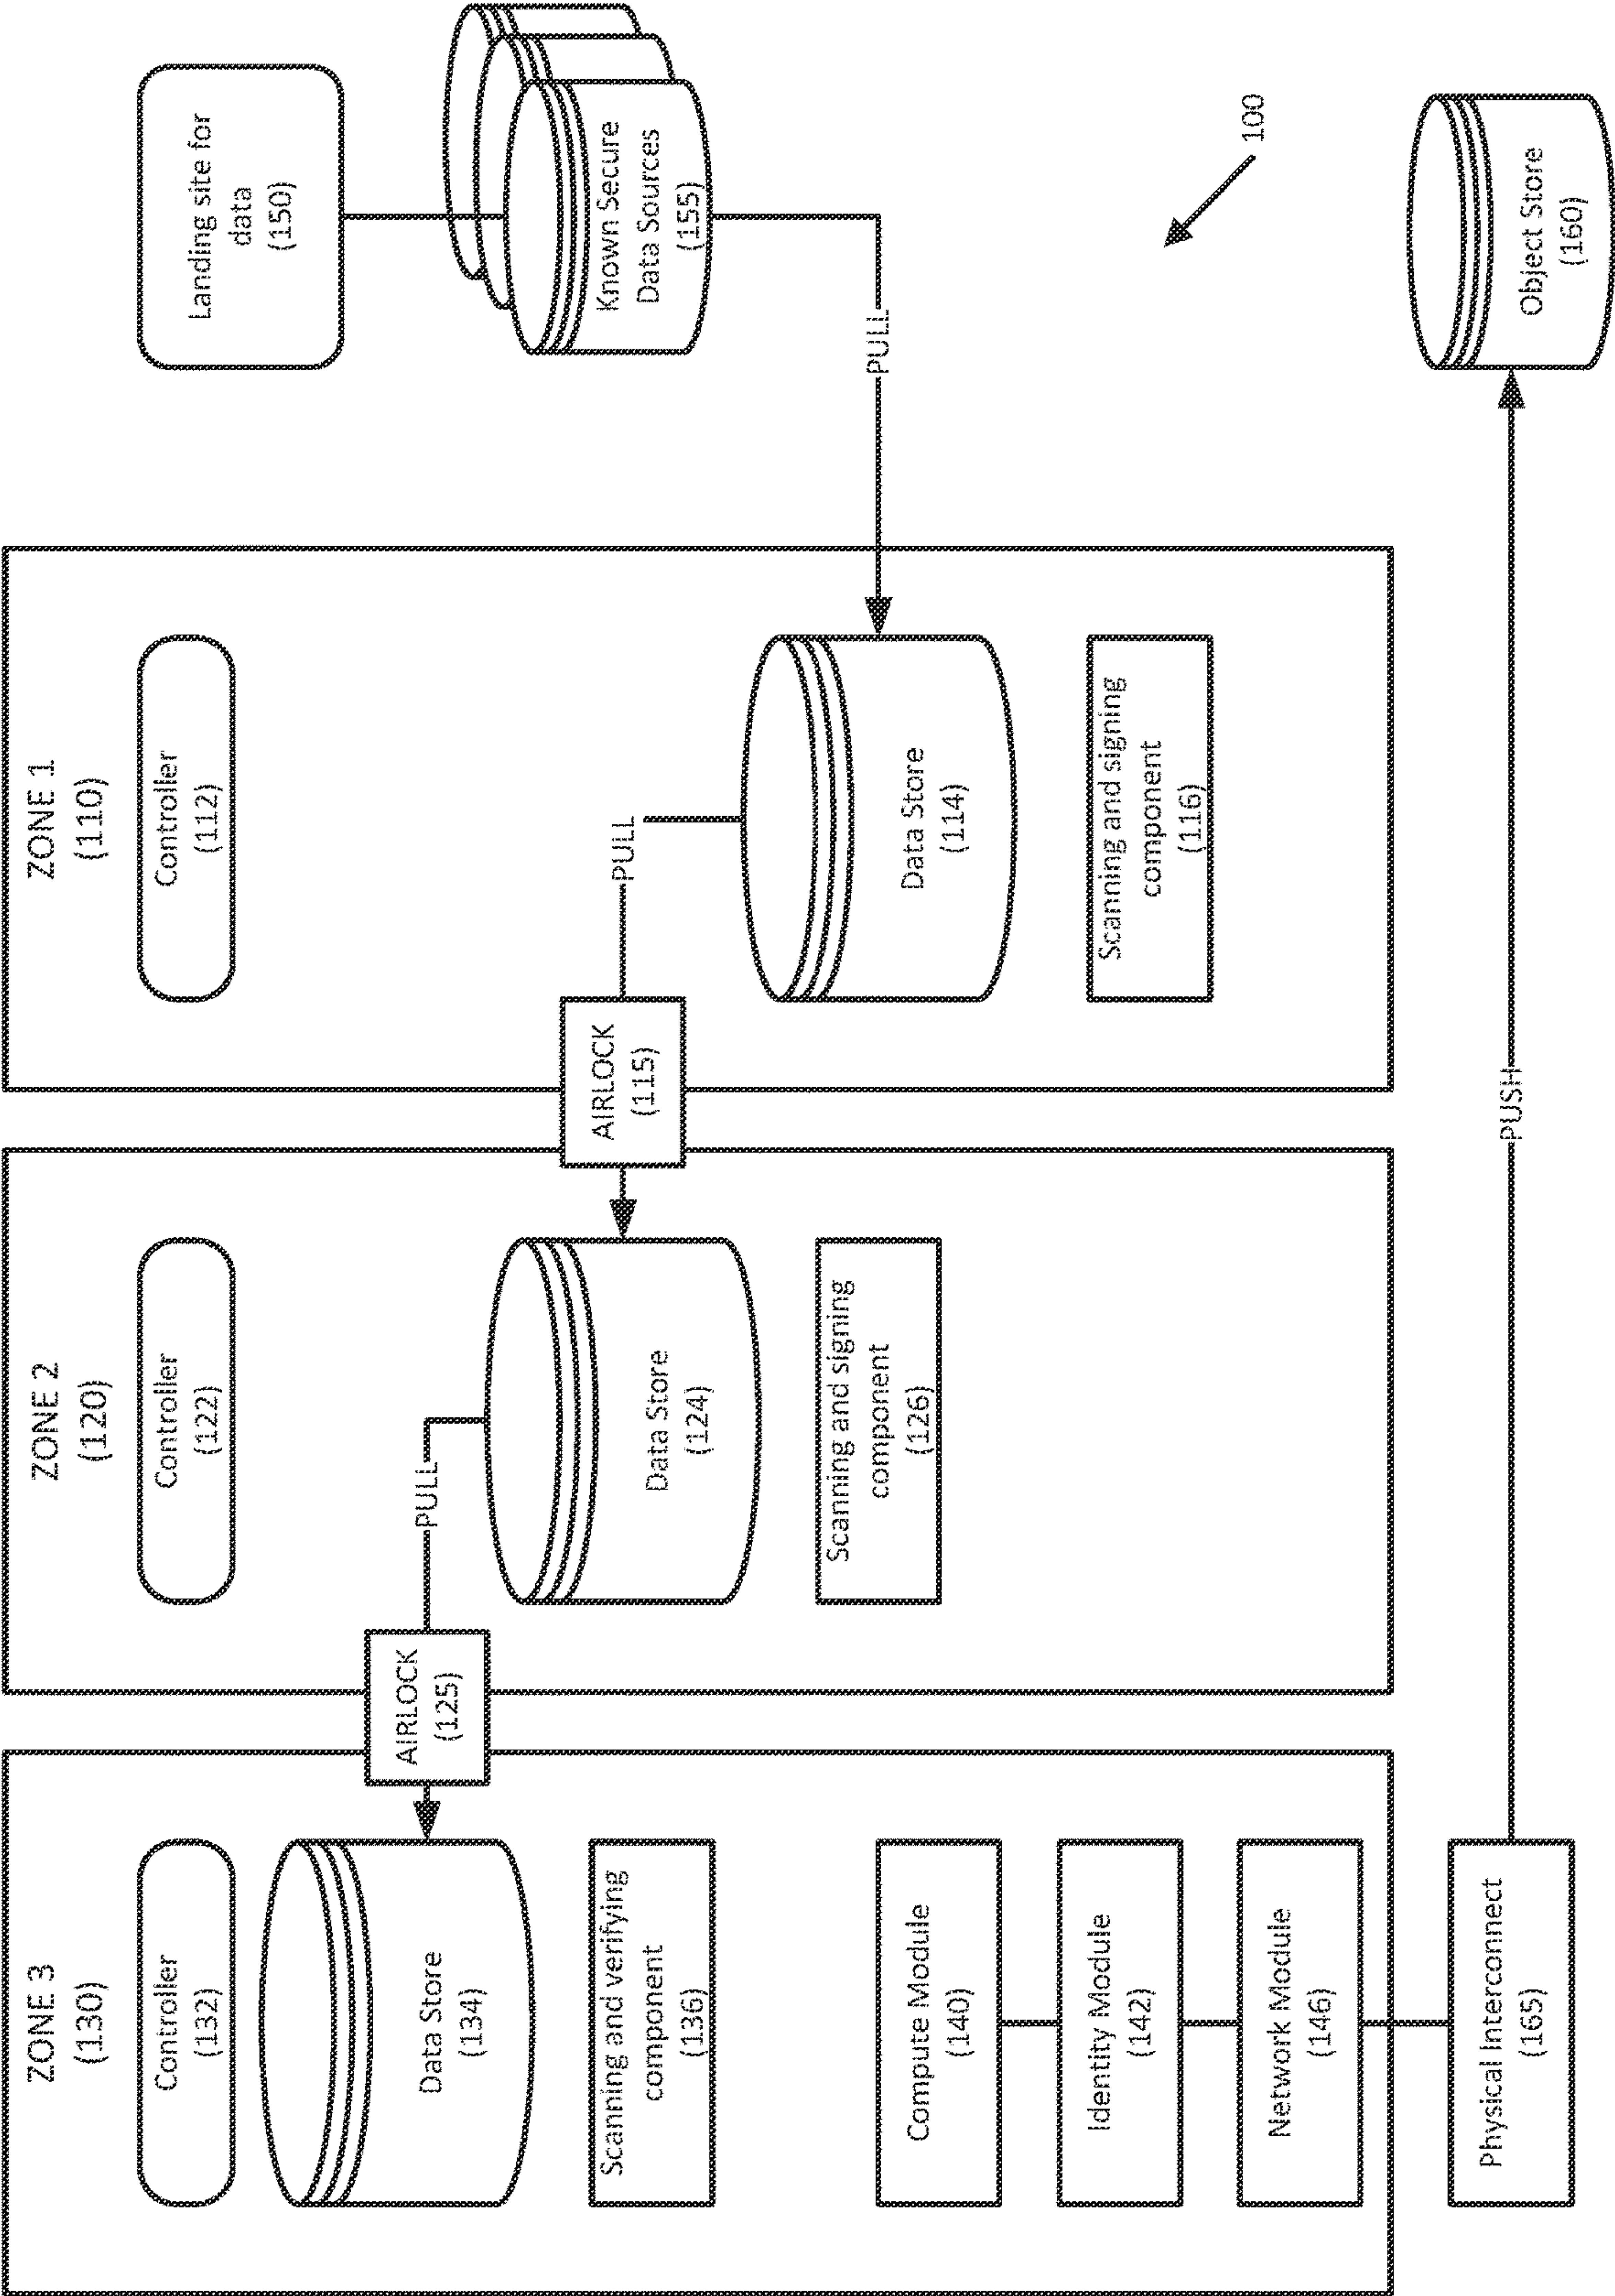 ZONE 3
(130)
Controller
(132)
Data Store
(134)
Scanning and verifying
component
(136)
Compute Module
(140)
Identity Module
(142)
Network Module
(146)
Physical Interconnect
(165)
AIRLOCK
(125)
PULL
ZONE 2
(120)
Controller
(122)
Data Store
(124)
Scanning and signing
component
(126)
AIRLOCK
(115)
PULL
ZONE 1
(110)
Controller
(112)
Data Store
(114)
Scanning and signing
component
(116)
PUSH
PULL
Landing site for
data
(150)
Known Secure
Data Sources
(155)
100
Object Store
(160)